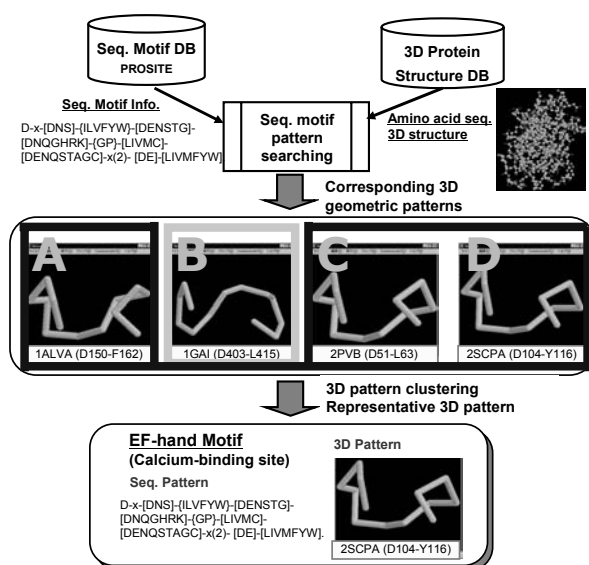 Seq. Motif DB
PROSITE
3D Protein
Structure DB
Seq. Motif Info.
D-x-[DNS]-{ILVFYW}-[DENSTG]-
[DNQGHRK]-{GP}-[LIVMC]-
[DENQSTAGC]-x(2)- [DE]-[LIVMFYW].
Seq. motif
pattern
searching
Amino acid seq.
3D structure
Corresponding 3D
geometric patterns
A
B
C
D
1ALVA (D150-F162)
1GAI (D403-L415)
2PVB (D51-L63)
2SCPA (D104-Y116)
3D pattern clustering
Representative 3D pattern
EF-hand Motif
(Calcium-binding site)
3D Pattern
Seq. Pattern
D-x-[DNS]-{ILVFYW}-[DENSTG]-
[DNQGHRK]-{GP}-[LIVMC]-
[DENQSTAGC]-x(2)- [DE]-[LIVMFYW].
2SCPA (D104-Y116)